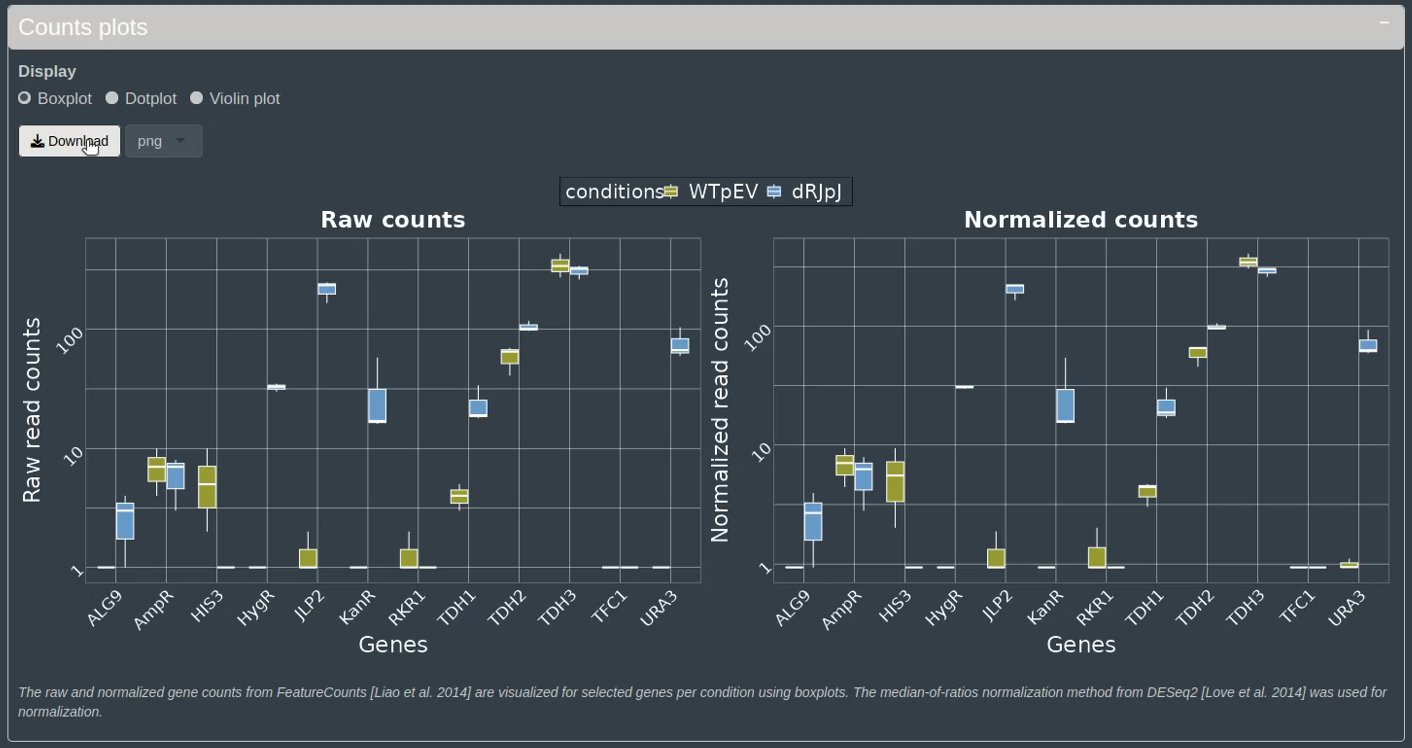 Counts plots
−
Display
Boxplot Dotplot Violin plot
Download png
conditions WTpEV dRJpJ
Raw counts
Raw read counts
100
10
1
ALG9 AmpR HIS3 HygR JLP2 KanR RKR1 TDH1 TDH2 TDH3 TFC1 URA3
Genes
Normalized counts
Normalized read counts
100
10
1
ALG9 AmpR HIS3 HygR JLP2 KanR RKR1 TDH1 TDH2 TDH3 TFC1 URA3
Genes
The raw and normalized gene counts from FeatureCounts [Liao et al. 2014] are visualized for selected genes per condition using boxplots. The median-of-ratios normalization method from DESeq2 [Love et al. 2014] was used for
normalization.